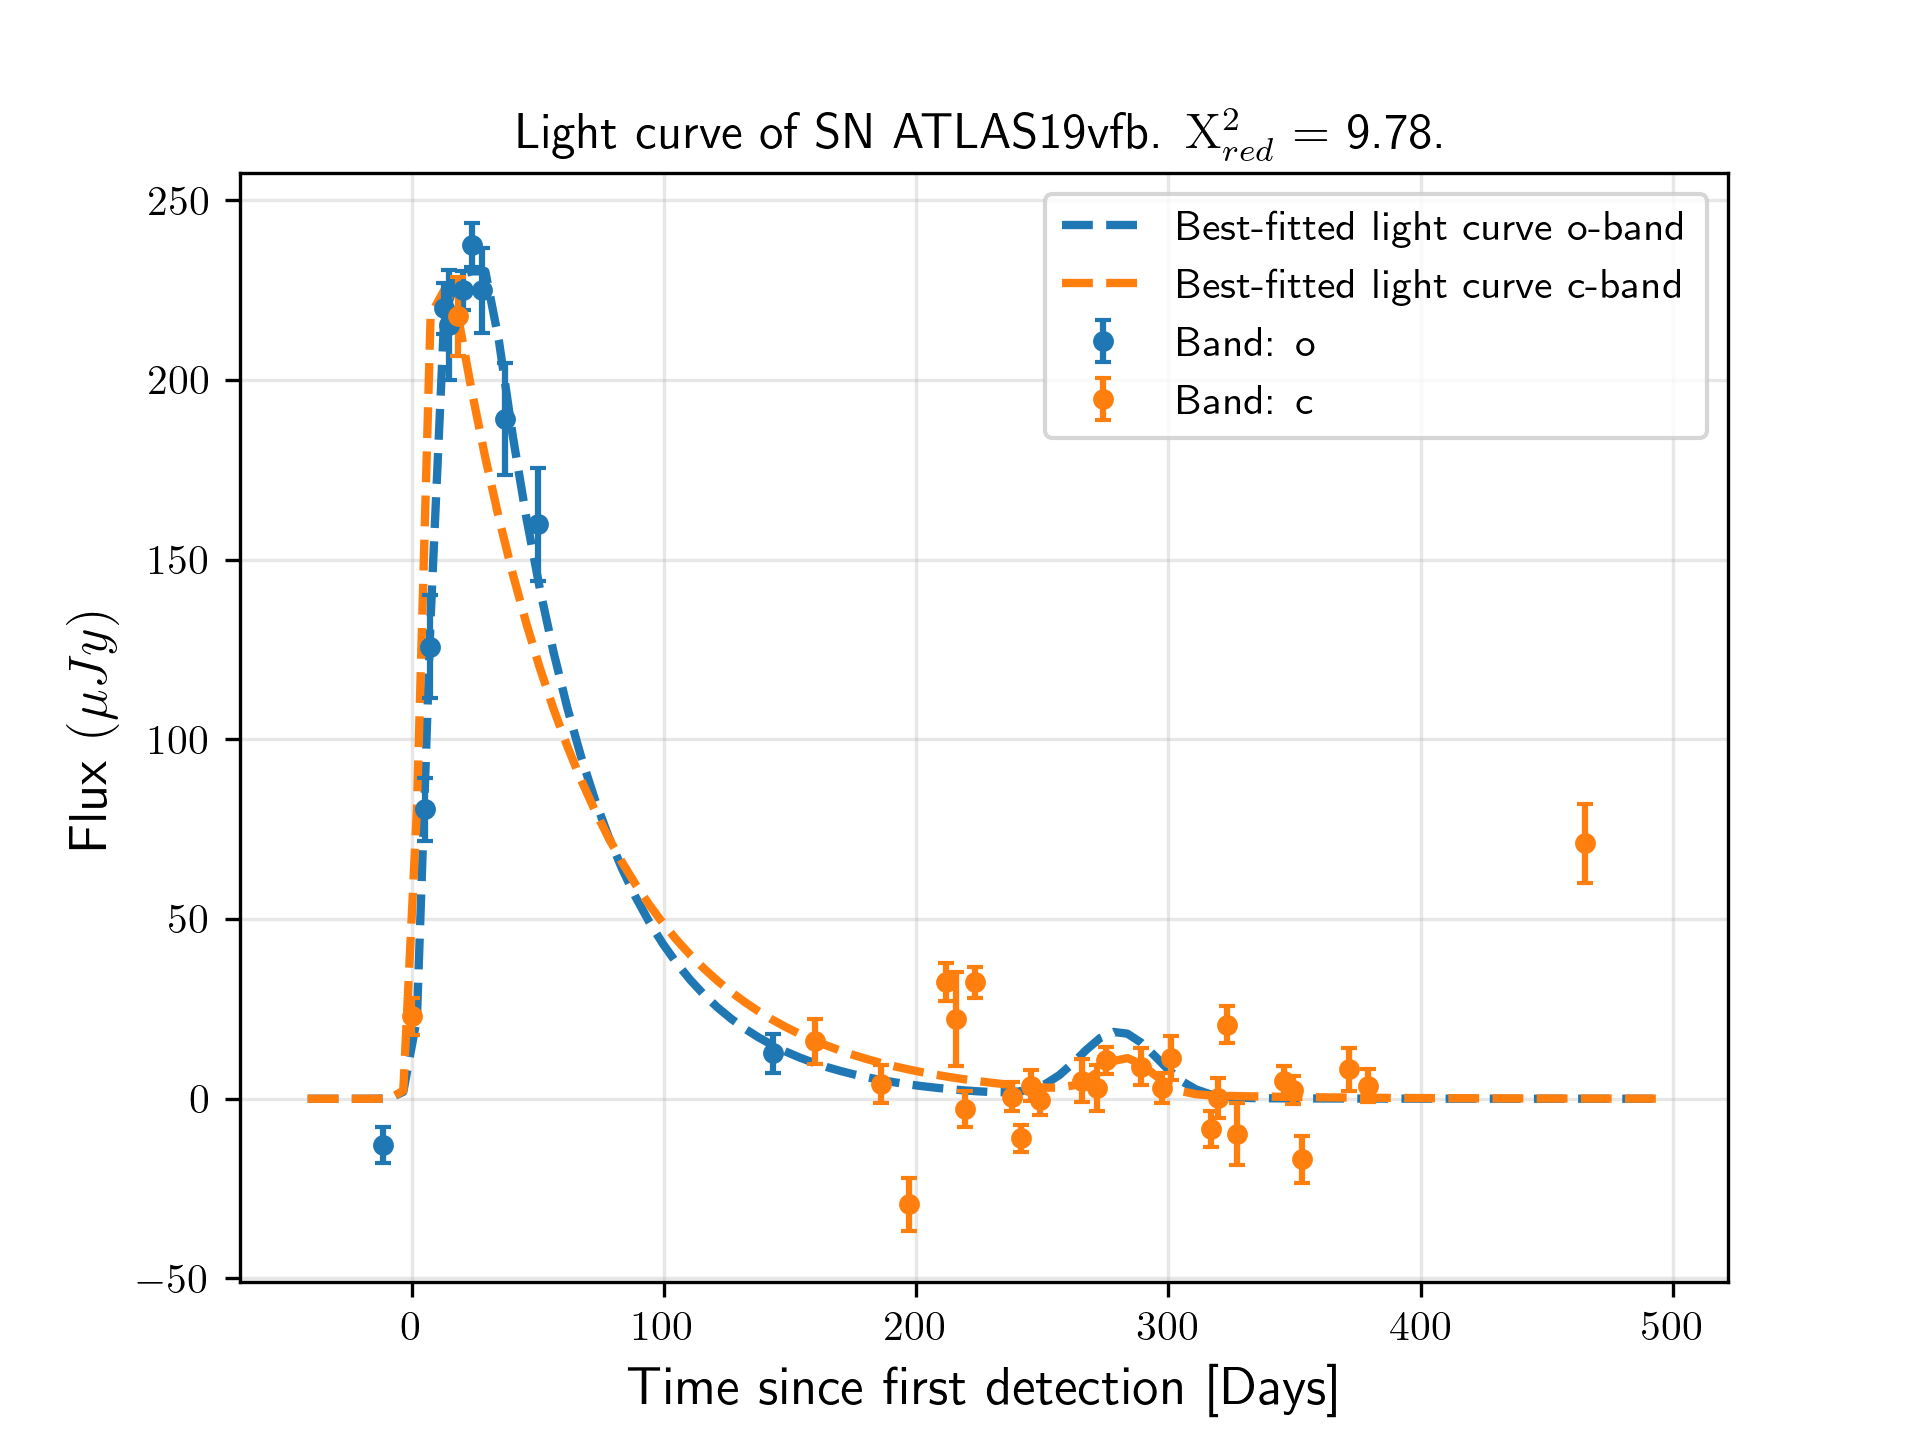 Light curve of SN ATLAS19vfb. X²_red = 9.78.
250
200
150
100
50
0
−50
Flux (μJy)
Best-fitted light curve o-band
Best-fitted light curve c-band
Band: o
Band: c
0 100 200 300 400 500
Time since first detection [Days]